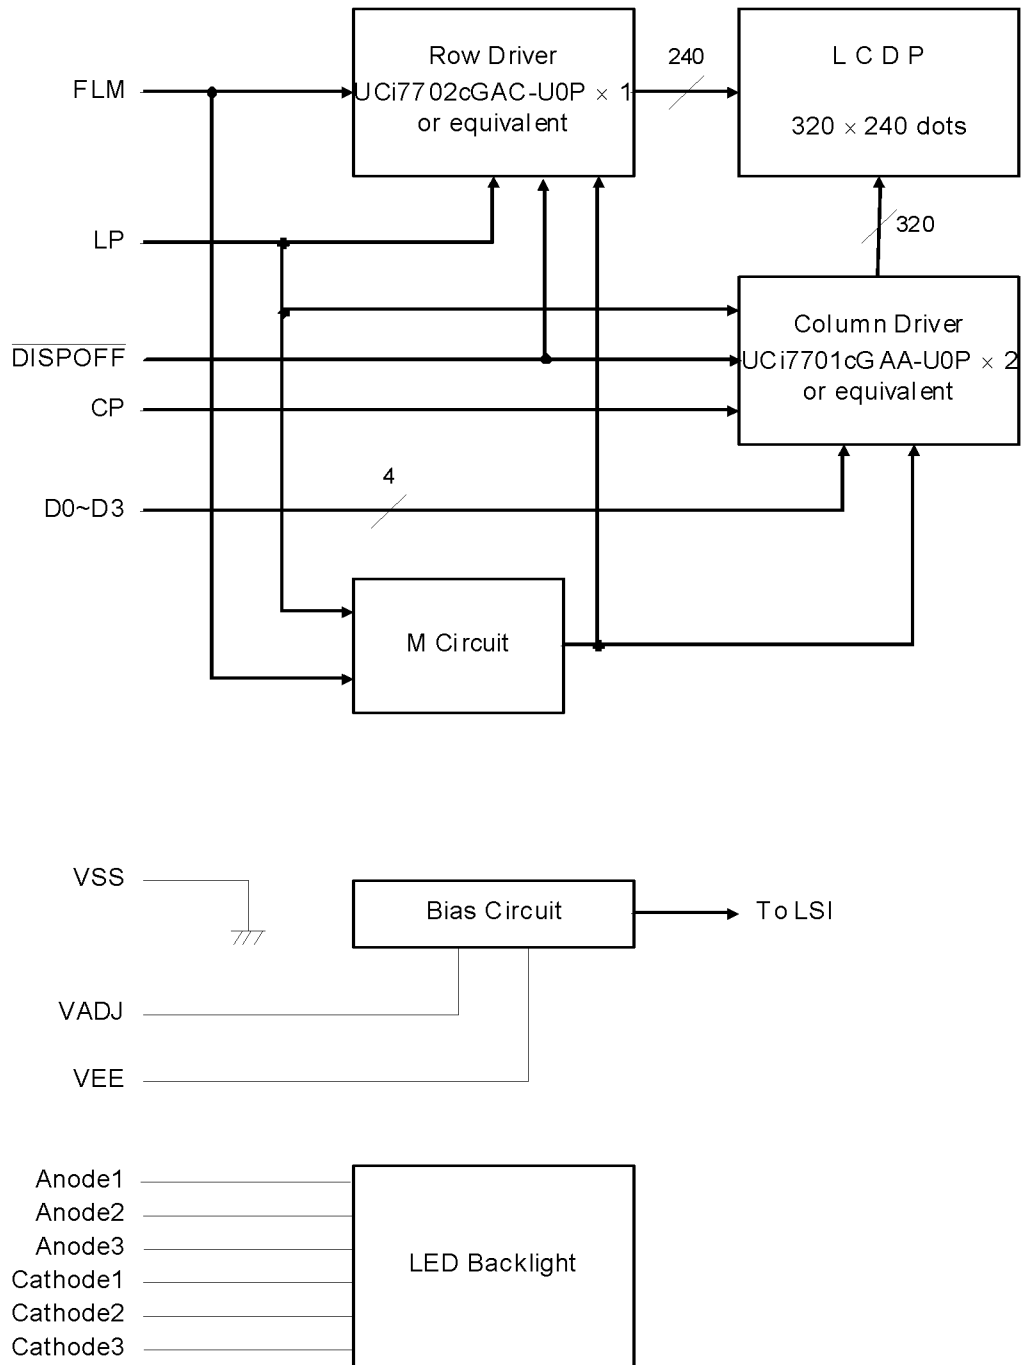 Row Driver
UCi7702cGAC-U0P × 1
or equivalent
240
L C D P
320 × 240 dots
FLM
LP
320
Column Driver
UCi7701cGAA-U0P × 2
or equivalent
DISPOFF
CP
4
D0~D3
M Circuit
VSS
Bias Circuit
To LSI
VADJ
VEE
Anode1
Anode2
Anode3
LED Backlight
Cathode1
Cathode2
Cathode3